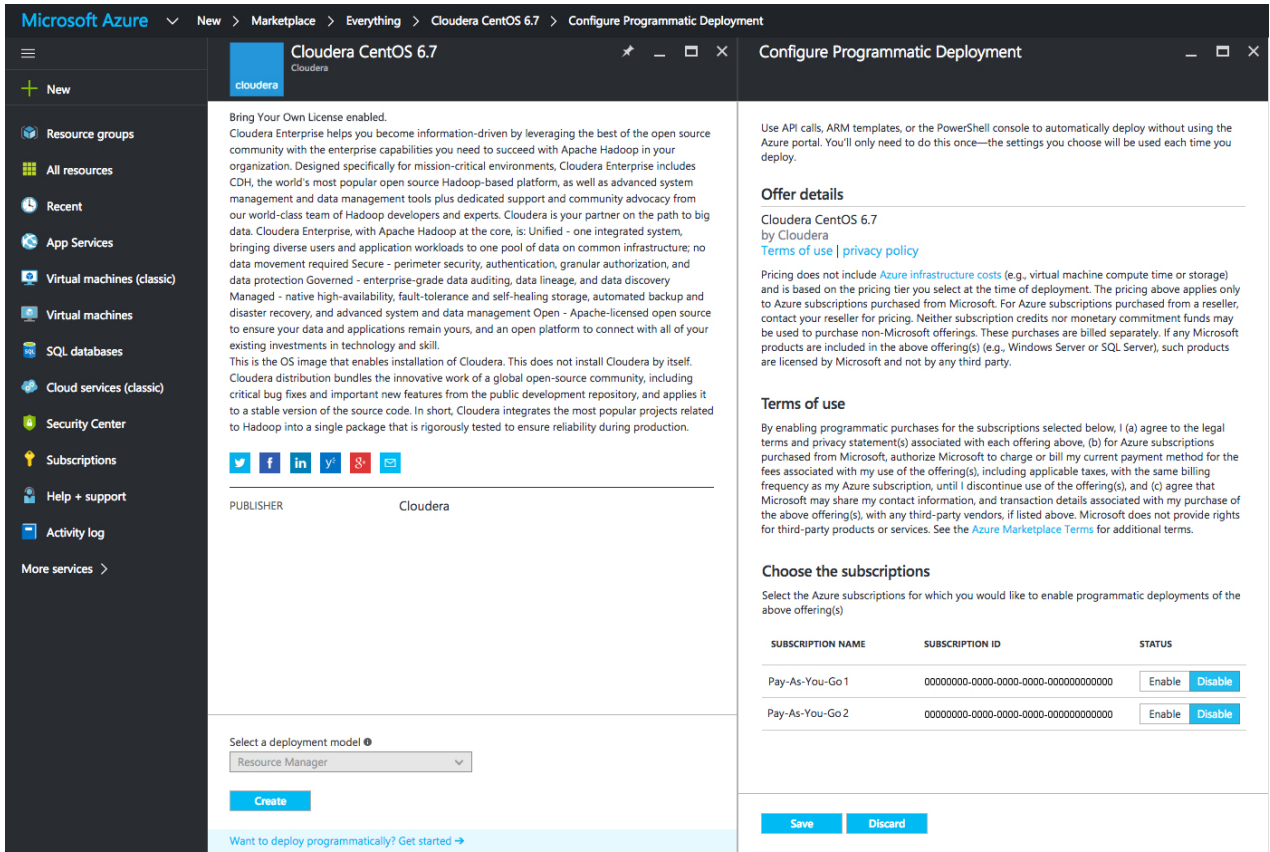 Microsoft Azure New > Marketplace > Everything > Cloudera CentOS 6.7 > Configure Programmatic Deployment
New
Resource groups
All resources
Recent
App Services
Virtual machines (classic)
Virtual machines
SQL databases
Cloud services (classic)
Security Center
Subscriptions
Help + support
Activity log
More services >
cloudera
Cloudera CentOS 6.7
Cloudera
Bring Your Own License enabled.
Cloudera Enterprise helps you become information-driven by leveraging the best of the open source
community with the enterprise capabilities you need to succeed with Apache Hadoop in your
organization. Designed specifically for mission-critical environments, Cloudera Enterprise includes
CDH, the world's most popular open source Hadoop-based platform, as well as advanced system
management and data management tools plus dedicated support and community advocacy from
our world-class team of Hadoop developers and experts. Cloudera is your partner on the path to big
data. Cloudera Enterprise, with Apache Hadoop at the core, is: Unified - one integrated system,
bringing diverse users and application workloads to one pool of data on common infrastructure; no
data movement required Secure - perimeter security, authentication, granular authorization, and
data protection Governed - enterprise-grade data auditing, data lineage, and data discovery
Managed - native high-availability, fault-tolerance and self-healing storage, automated backup and
disaster recovery, and advanced system and data management Open - Apache-licensed open source
to ensure your data and applications remain yours, and an open platform to connect with all of your
existing investments in technology and skill.
This is the OS image that enables installation of Cloudera. This does not install Cloudera by itself.
Cloudera distribution bundles the innovative work of a global open-source community, including
critical bug fixes and important new features from the public development repository, and applies it
to a stable version of the source code. In short, Cloudera integrates the most popular projects related
to Hadoop into a single package that is rigorously tested to ensure reliability during production.
PUBLISHER Cloudera
Select a deployment model
Resource Manager
Create
Want to deploy programmatically? Get started →
Configure Programmatic Deployment
Use API calls, ARM templates, or the PowerShell console to automatically deploy without using the
Azure portal. You'll only need to do this once—the settings you choose will be used each time you
deploy.
Offer details
Cloudera CentOS 6.7
by Cloudera
Terms of use | privacy policy
Pricing does not include Azure infrastructure costs (e.g., virtual machine compute time or storage)
and is based on the pricing tier you select at the time of deployment. The pricing above applies only
to Azure subscriptions purchased from Microsoft. For Azure subscriptions purchased from a reseller,
contact your reseller for pricing. Neither subscription credits nor monetary commitment funds may
be used to purchase non-Microsoft offerings. These purchases are billed separately. If any Microsoft
products are included in the above offering(s) (e.g., Windows Server or SQL Server), such products
are licensed by Microsoft and not by any third party.
Terms of use
By enabling programmatic purchases for the subscriptions selected below, I (a) agree to the legal
terms and privacy statement(s) associated with each offering above, (b) for Azure subscriptions
purchased from Microsoft, authorize Microsoft to charge or bill my current payment method for the
fees associated with my use of the offering(s), including applicable taxes, with the same billing
frequency as my Azure subscription, until I discontinue use of the offering(s), and (c) agree that
Microsoft may share my contact information, and transaction details associated with my purchase of
the above offering(s), with any third-party vendors, if listed above. Microsoft does not provide rights
for third-party products or services. See the Azure Marketplace Terms for additional terms.
Choose the subscriptions
Select the Azure subscriptions for which you would like to enable programmatic deployments of the
above offering(s)
SUBSCRIPTION NAME SUBSCRIPTION ID STATUS
Pay-As-You-Go 1 00000000-0000-0000-0000-000000000000 Enable Disable
Pay-As-You-Go 2 00000000-0000-0000-0000-000000000000 Enable Disable
Save Discard